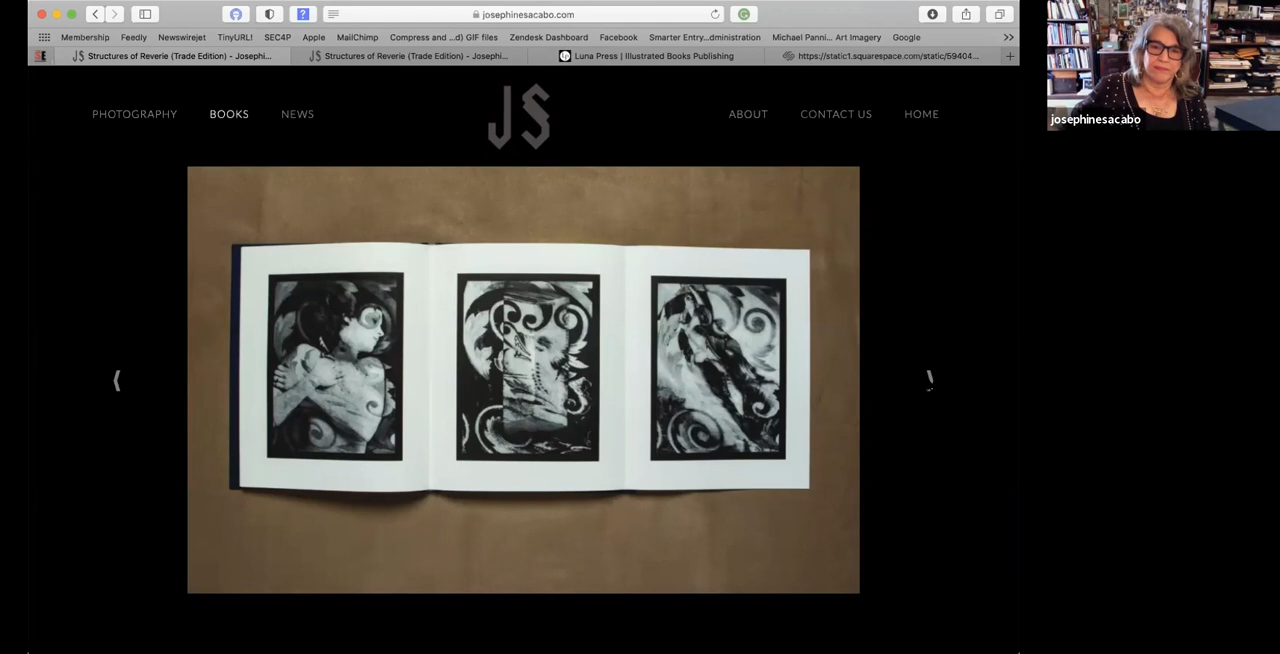 josephinesacabo.com
Membership Feedly Newswirejet TinyURL! SEC4P Apple MailChimp Compress and ...d) GIF files Zendesk Dashboard Facebook Smarter Entry...dministration Michael Panni... Art Imagery Google
SE Structures of Reverie (Trade Edition) - Josephi... Structures of Reverie (Trade Edition) - Josephi... Luna Press | Illustrated Books Publishing https://static1.squarespace.com/static/59404...
PHOTOGRAPHY BOOKS NEWS JS ABOUT CONTACT US HOME
josephinesacabo